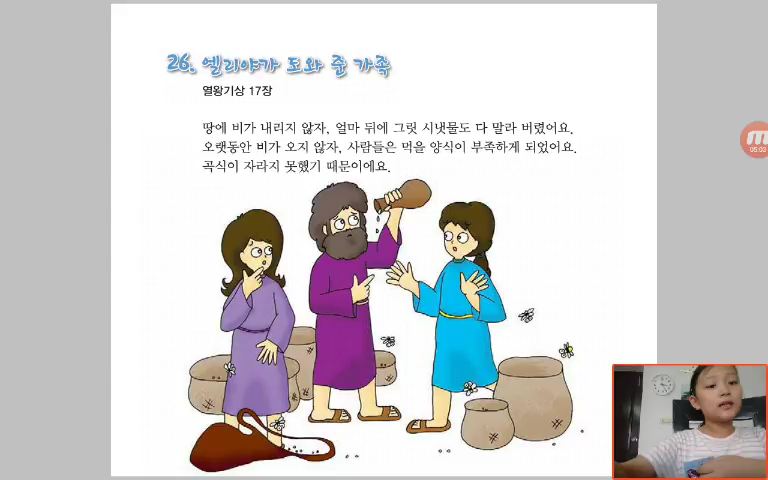 26. 엘리야가 도와 준 가족
열왕기상 17장
땅에 비가 내리지 않자, 얼마 뒤에 그릿 시냇물도 다 말라 버렸어요.
오랫동안 비가 오지 않자, 사람들은 먹을 양식이 부족하게 되었어요.
곡식이 자라지 못했기 때문이에요.
05:03